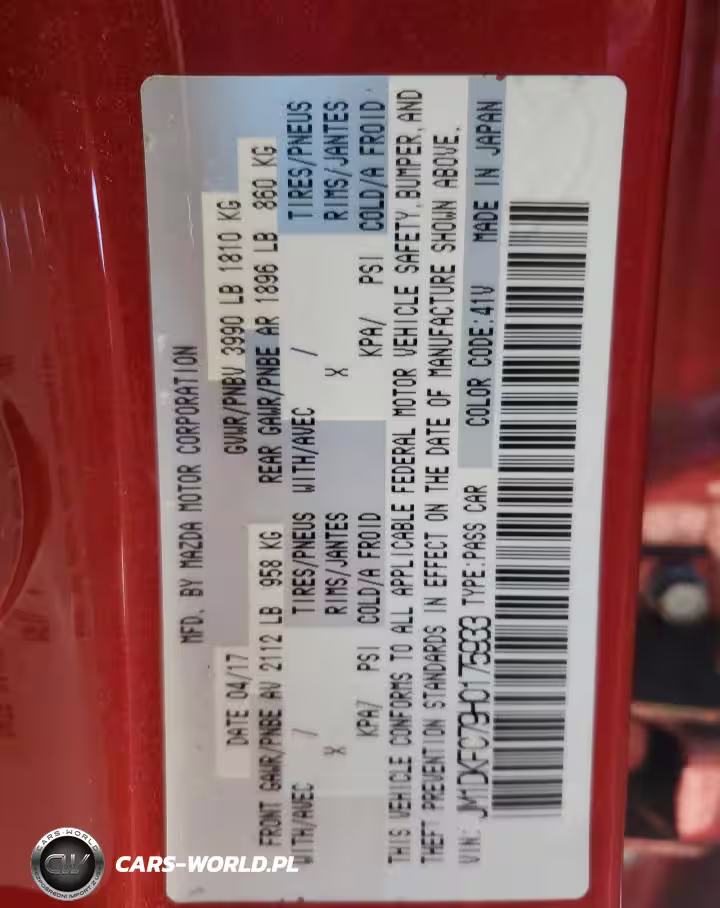 MFD. BY MAZDA MOTOR CORPORATION
DATE 04/17 GVWR/PNBV 3990 LB 1810 KG
FRONT GAWR/PNBE AV 2112 LB 958 KG REAR GAWR/PNBE AR 1896 LB 860 KG
WITH/AVEC / TIRES/PNEUS WITH/AVEC / TIRES/PNEUS
X RIMS/JANTES X RIMS/JANTES
KPA/ PSI COLD/A FROID KPA/ PSI COLD/A FROID
THIS VEHICLE CONFORMS TO ALL APPLICABLE FEDERAL MOTOR VEHICLE SAFETY, BUMPER, AND
THEFT PREVENTION STANDARDS IN EFFECT ON THE DATE OF MANUFACTURE SHOWN ABOVE.
VIN: JM1DKFC79H0175933 TYPE:PASS CAR COLOR CODE:41V MADE IN JAPAN
CARS-WORLD
CW
CARS-WORLD.PL